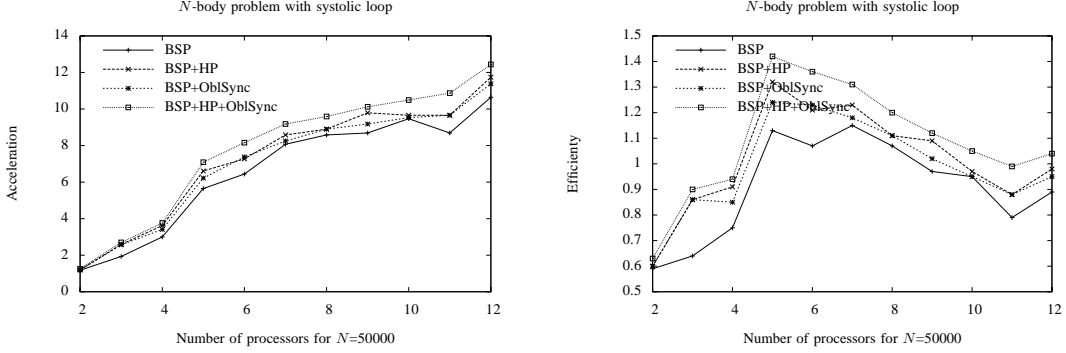 N-body problem with systolic loop
14
12
10
8
6
4
2
0
Acceleration
BSP
BSP+HP
BSP+OblSync
BSP+HP+OblSync
2 4 6 8 10 12
Number of processors for N=50000
N-body problem with systolic loop
1.5
1.4
1.3
1.2
1.1
1
0.9
0.8
0.7
0.6
0.5
Efficienty
BSP
BSP+HP
BSP+OblSync
BSP+HP+OblSync
2 4 6 8 10 12
Number of processors for N=50000